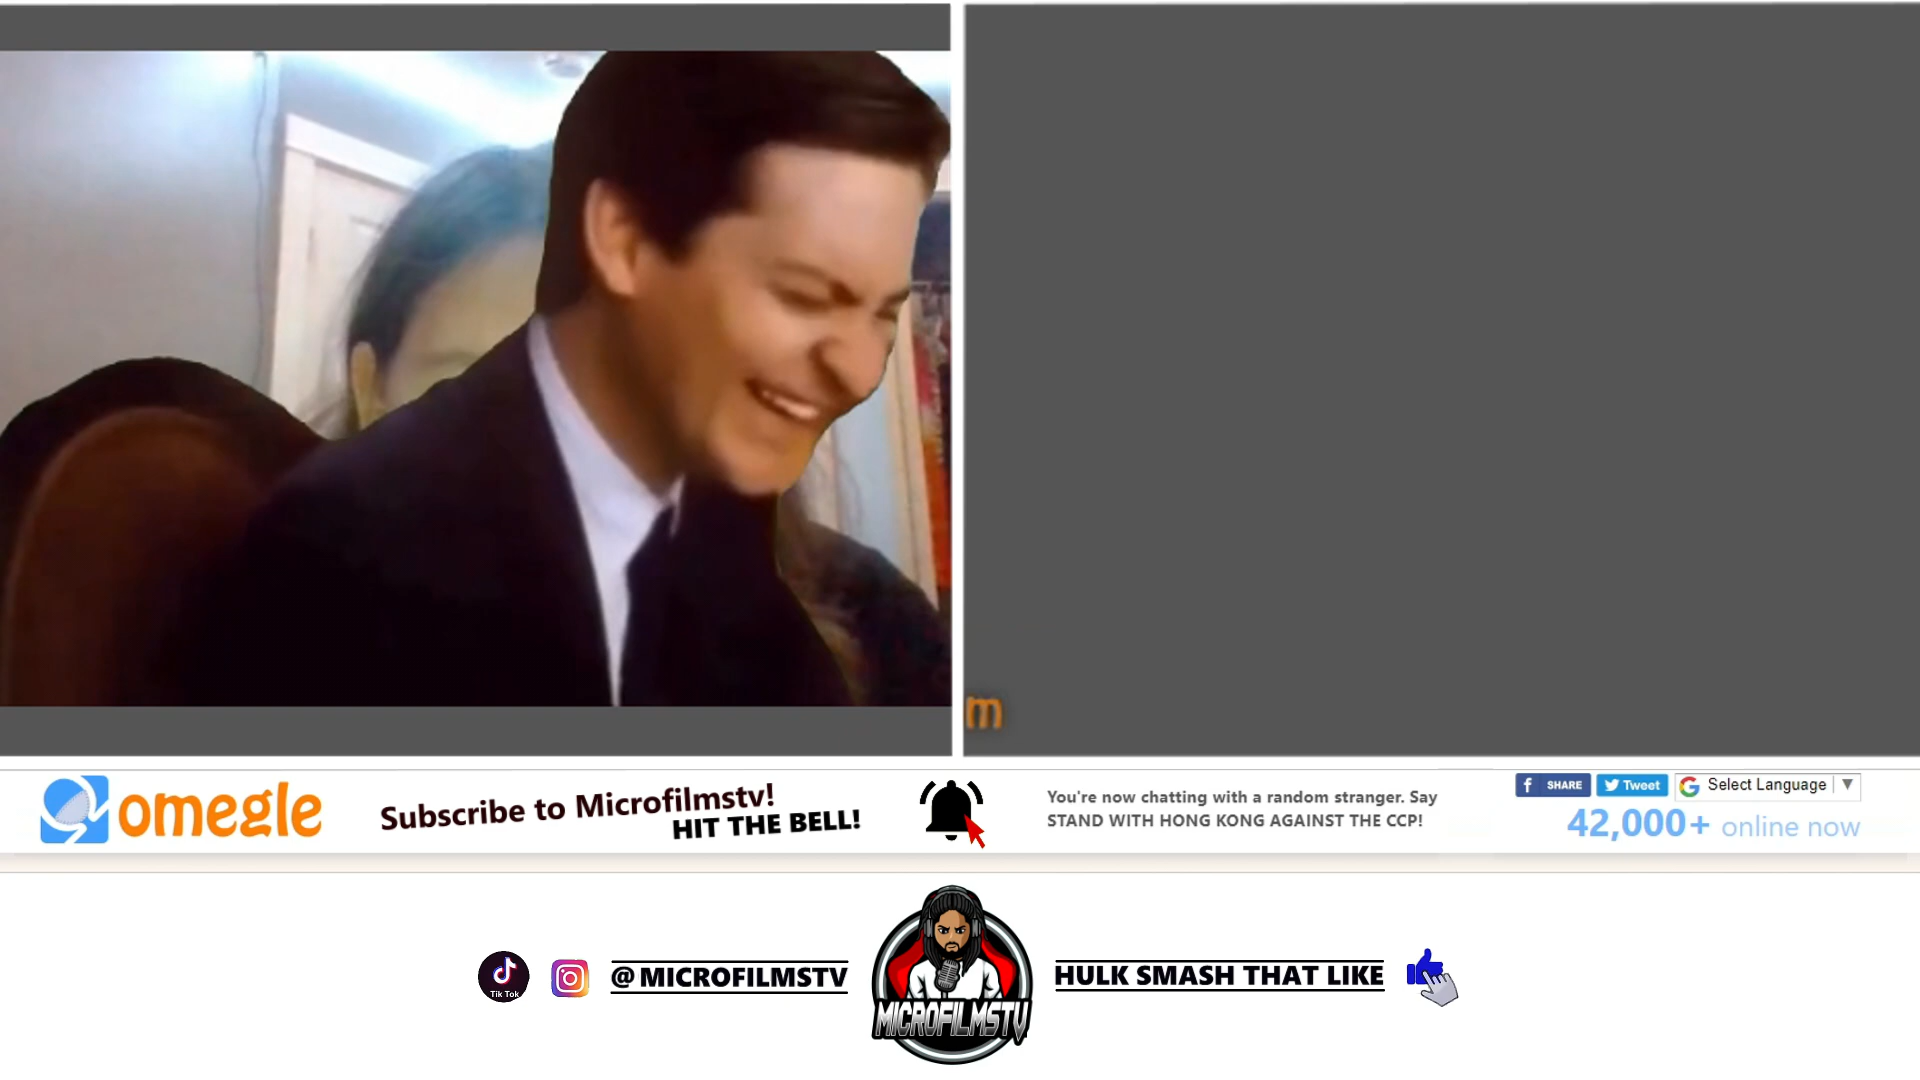 m
omegle
Subscribe to Microfilmstv!
HIT THE BELL!
You're now chatting with a random stranger. Say
STAND WITH HONG KONG AGAINST THE CCP!
f SHARE
Tweet
G Select Language ▼
42,000+ online now
Tik Tok
@MICROFILMSTV
MICROFILMSTV
HULK SMASH THAT LIKE